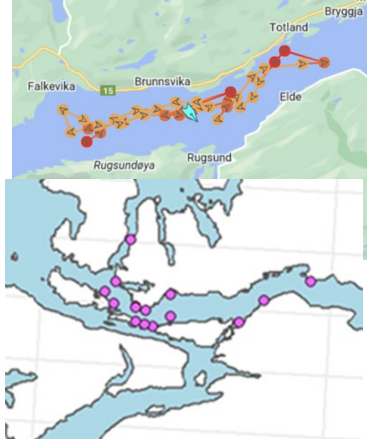 Bryggja
Totland
Brunnsvika
Falkevika
15
Elde
Rugsund
Rugsundøya